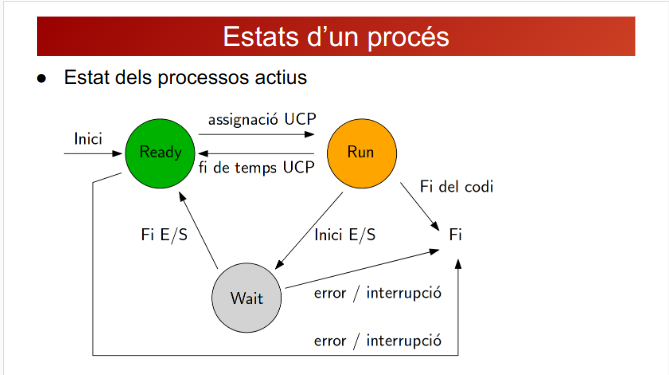 Estats d'un procés
● Estat dels processos actius
assignació UCP
Inici
Ready
Run
fi de temps UCP
Fi del codi
Fi E/S
Inici E/S
Fi
Wait
error / interrupció
error / interrupció